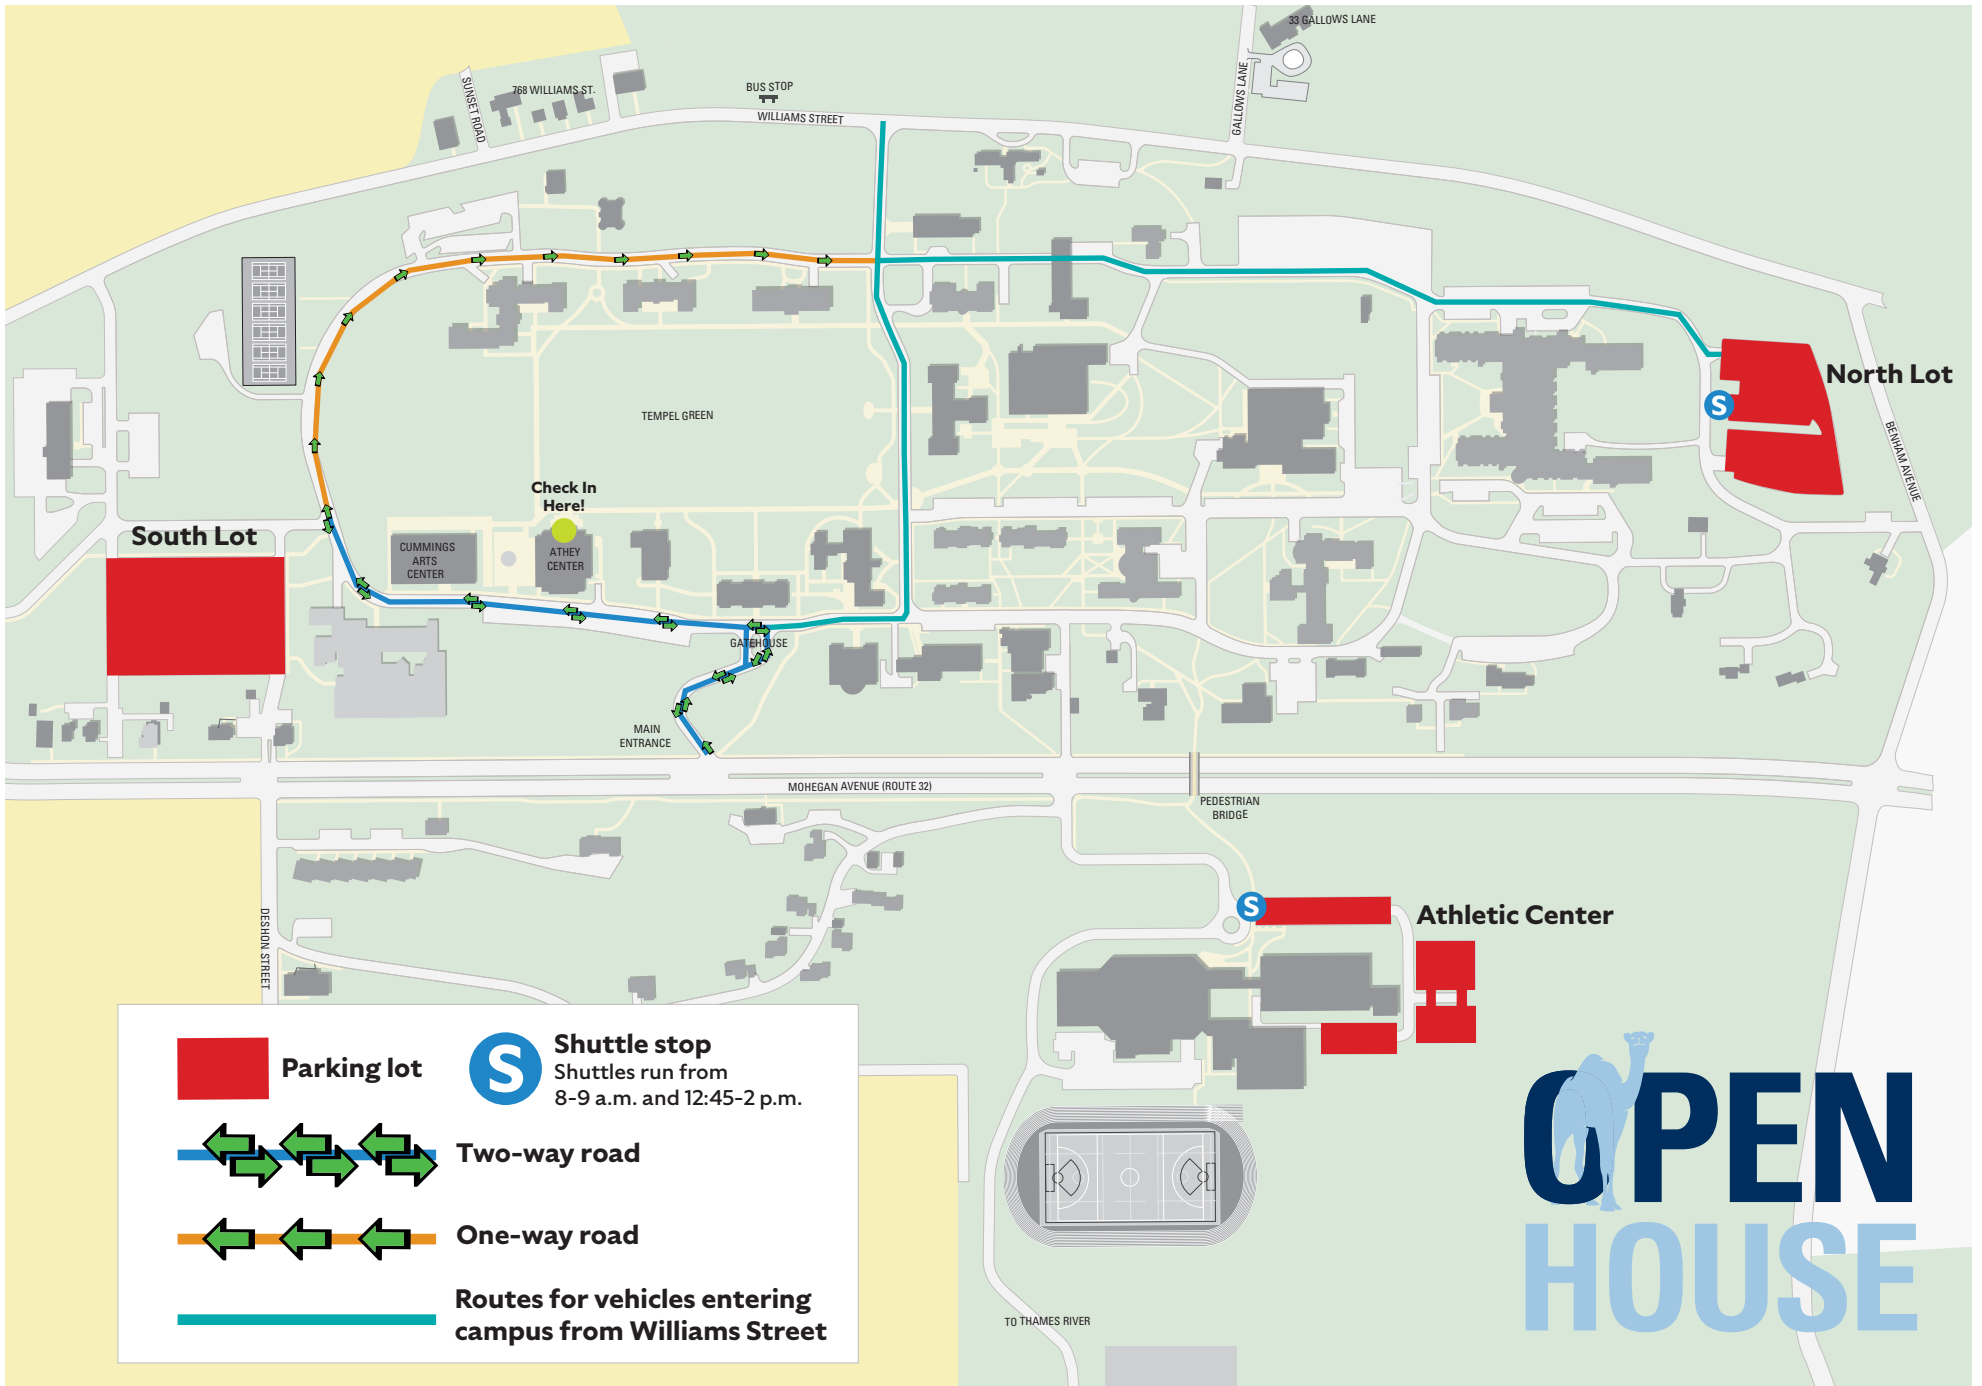 33 GALLOWS LANE
SUNSET ROAD
768 WILLIAMS ST.
BUS STOP
WILLIAMS STREET
GALLOWS LANE
North Lot
S
BENHAM AVENUE
TEMPEL GREEN
Check In
Here!
South Lot
CUMMINGS
ARTS
CENTER
ATHEY
CENTER
GATEHOUSE
MAIN
ENTRANCE
MOHEGAN AVENUE (ROUTE 32)
PEDESTRIAN
BRIDGE
S
Athletic Center
DESHON STREET
Parking lot
S
Shuttle stop
Shuttles run from
8-9 a.m. and 12:45-2 p.m.
Two-way road
One-way road
Routes for vehicles entering
campus from Williams Street
TO THAMES RIVER
OPEN
HOUSE